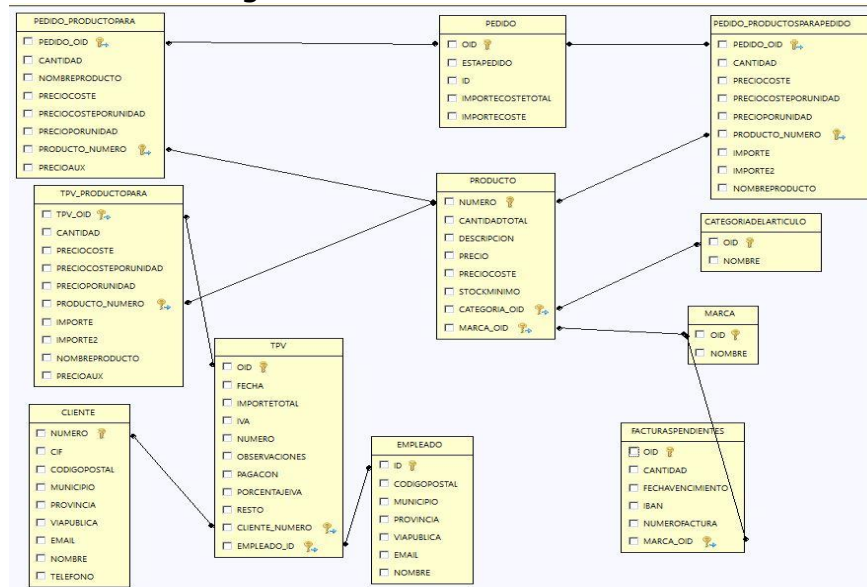 PEDIDO_PRODUCTOPARA
PEDIDO_OID
CANTIDAD
NOMBREPRODUCTO
PRECIOCOSTE
PRECIOCOSTEPORUNIDAD
PRECIOPORUNIDAD
PRODUCTO_NUMERO
PRECIOAUX
PEDIDO
OID
ESTAPEDIDO
ID
IMPORTECOSTETOTAL
IMPORTECOSTE
PEDIDO_PRODUCTOSPARAPEDIDO
PEDIDO_OID
CANTIDAD
PRECIOCOSTE
PRECIOCOSTEPORUNIDAD
PRECIOPORUNIDAD
PRODUCTO_NUMERO
IMPORTE
IMPORTE2
NOMBREPRODUCTO
TPV_PRODUCTOPARA
TPV_OID
CANTIDAD
PRECIOCOSTE
PRECIOCOSTEPORUNIDAD
PRECIOPORUNIDAD
PRODUCTO_NUMERO
IMPORTE
IMPORTE2
NOMBREPRODUCTO
PRECIOAUX
PRODUCTO
NUMERO
CANTIDADTOTAL
DESCRIPCION
PRECIO
PRECIOCOSTE
STOCKMINIMO
CATEGORIA_OID
MARCA_OID
CATEGORIADELARTICULO
OID
NOMBRE
MARCA
OID
NOMBRE
TPV
OID
FECHA
IMPORTETOTAL
IVA
NUMERO
OBSERVACIONES
PAGACON
PORCENTAJEIVA
RESTO
CLIENTE_NUMERO
EMPLEADO_ID
CLIENTE
NUMERO
CIF
CODIGOPOSTAL
MUNICIPIO
PROVINCIA
VIAPUBLICA
EMAIL
NOMBRE
TELEFONO
EMPLEADO
ID
CODIGOPOSTAL
MUNICIPIO
PROVINCIA
VIAPUBLICA
EMAIL
NOMBRE
FACTURASPENDIENTES
OID
CANTIDAD
FECHAVENCIMIENTO
IBAN
NUMEROFACTURA
MARCA_OID